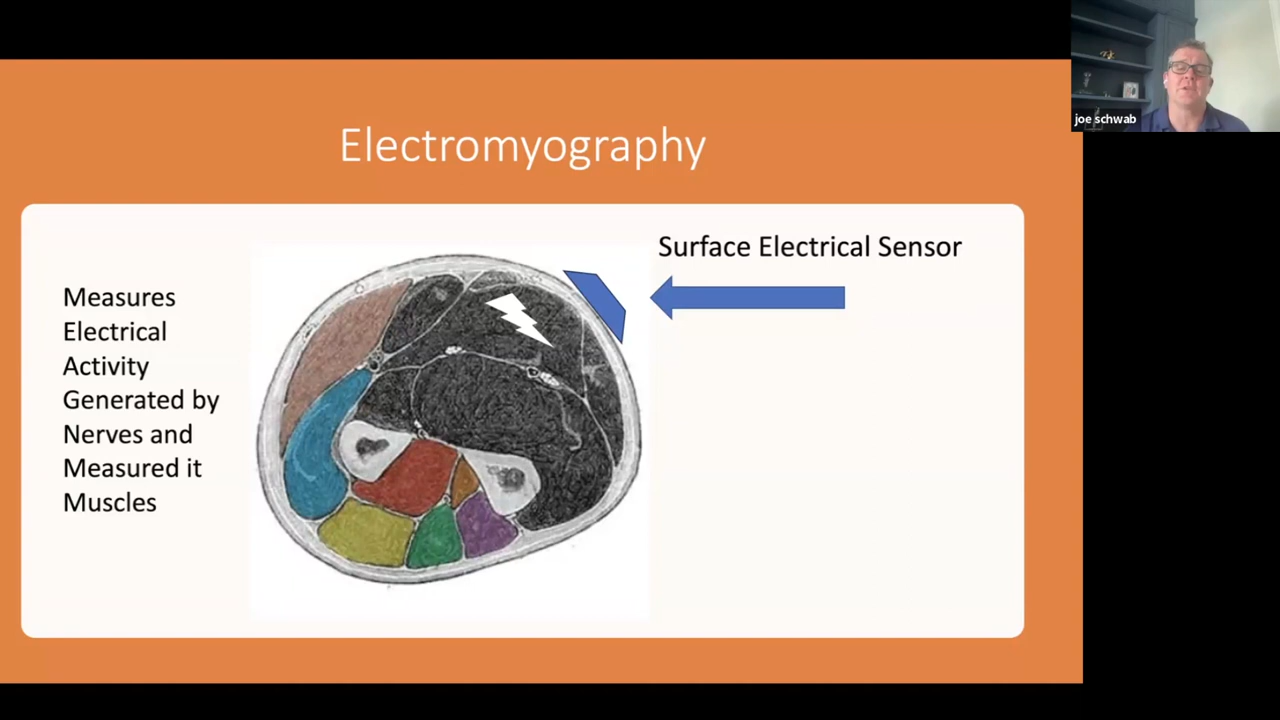 joe schwab
Electromyography
Surface Electrical Sensor
Measures
Electrical
Activity
Generated by
Nerves and
Measured it
Muscles